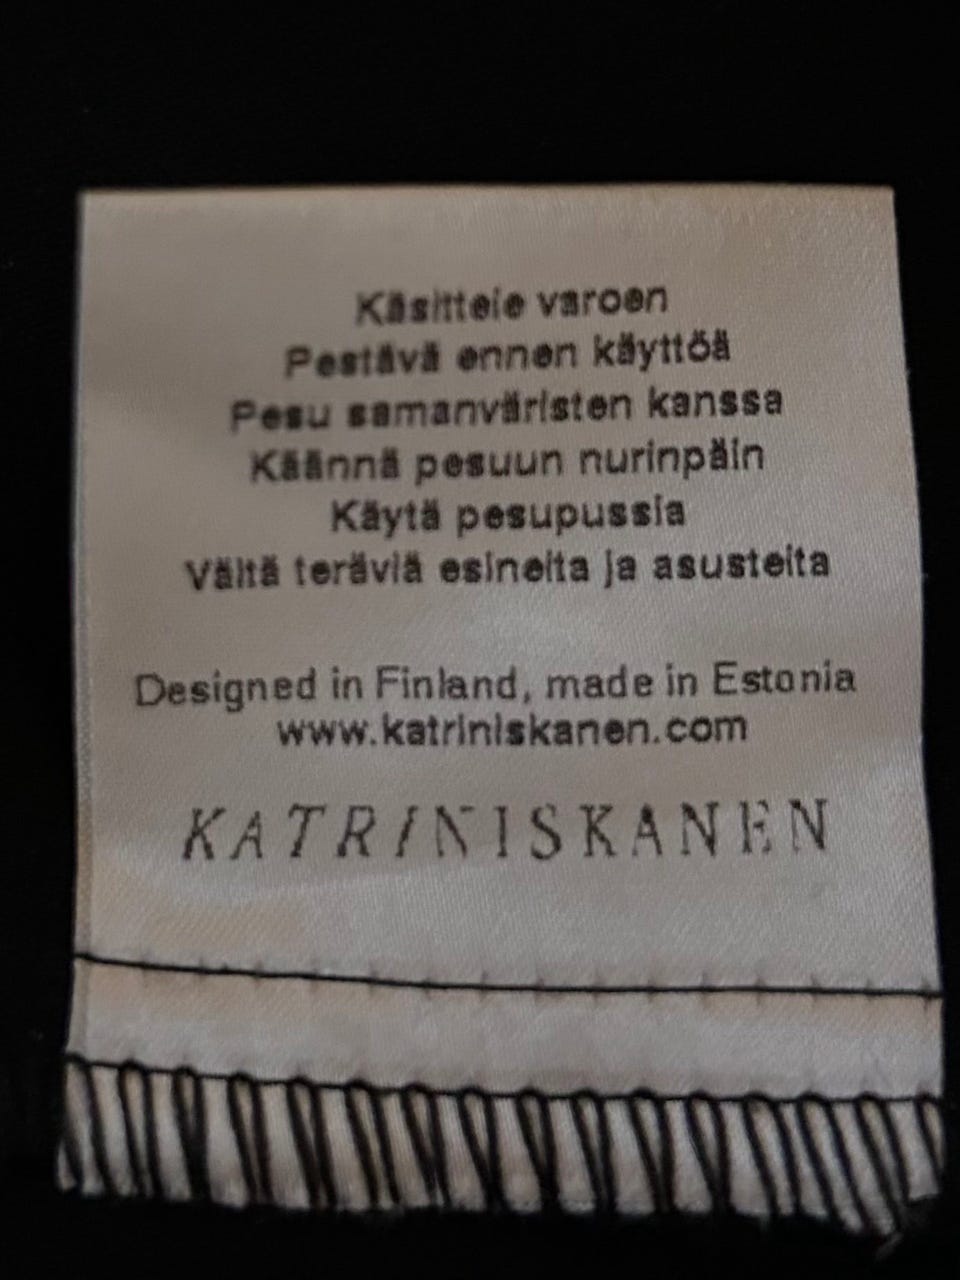 Käsittele varoen
Pestävä ennen käyttöä
Pesu samanväristen kanssa
Käännä pesuun nurinpäin
Käytä pesupussia
Vältä teräviä esineitä ja asusteita
Designed in Finland, made in Estonia
www.katriniskanen.com
KATRINISKANEN